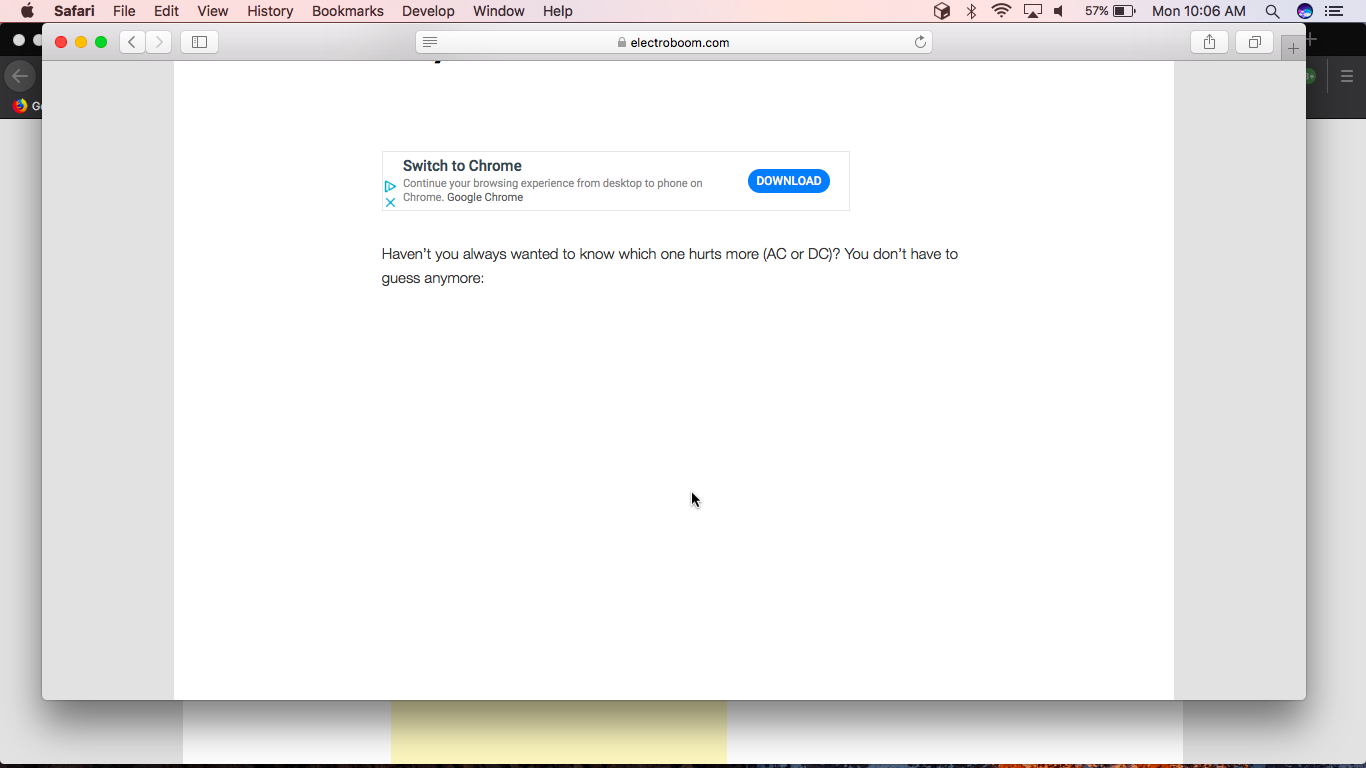 Safari File Edit View History Bookmarks Develop Window Help 57% Mon 10:06 AM
electroboom.com
Switch to Chrome
Continue your browsing experience from desktop to phone on
Chrome. Google Chrome
DOWNLOAD
Haven’t you always wanted to know which one hurts more (AC or DC)? You don’t have to
guess anymore: